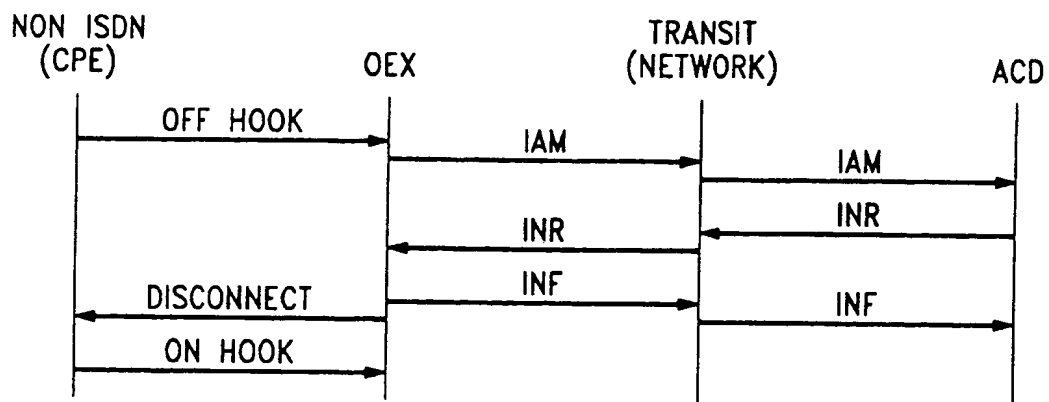 NON ISDN
(CPE)
OEX
TRANSIT
(NETWORK)
ACD
OFF HOOK
IAM
IAM
INR
INR
INF
DISCONNECT
INF
ON HOOK